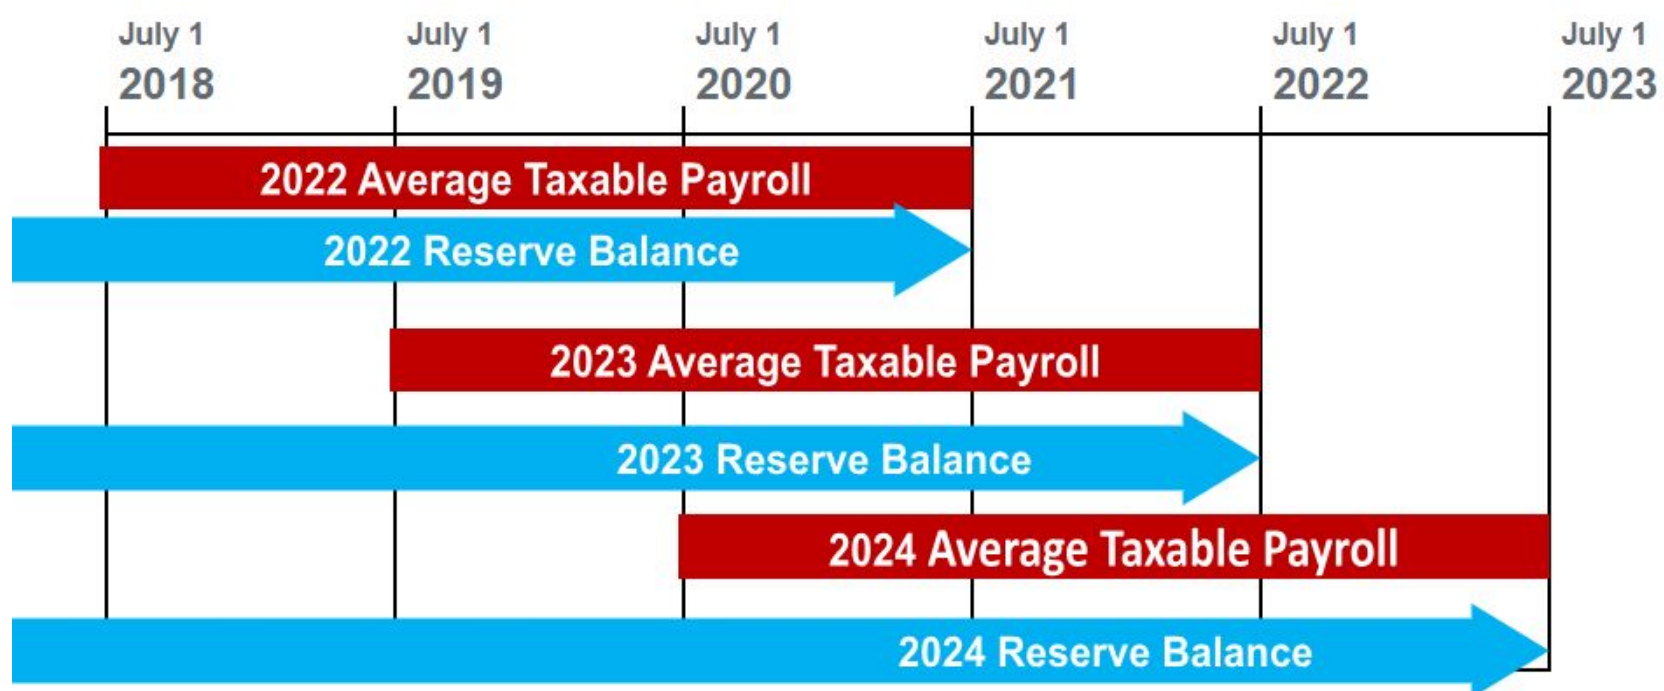 July 1 July 1 July 1 July 1 July 1 July 1
2018 2019 2020 2021 2022 2023
2022 Average Taxable Payroll
2022 Reserve Balance
2023 Average Taxable Payroll
2023 Reserve Balance
2024 Average Taxable Payroll
2024 Reserve Balance